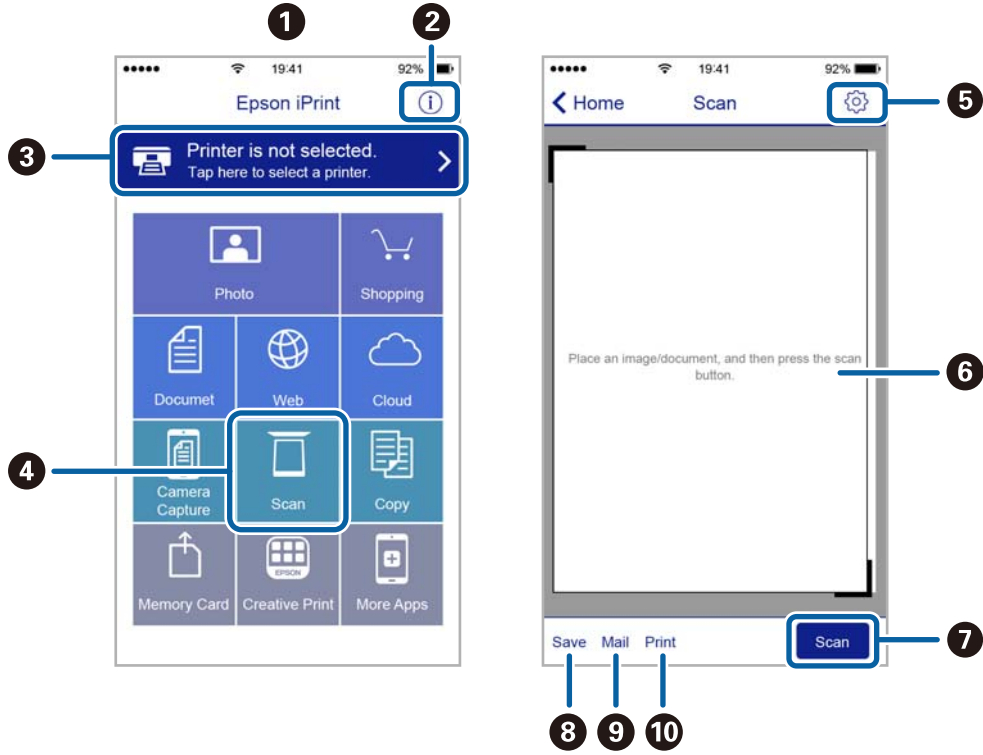 1
2
19:41
92%
Epson iPrint
i
3
Printer is not selected.
Tap here to select a printer.
Photo
Shopping
Documet
Web
Cloud
4
Camera
Capture
Scan
Copy
EPSON
Memory Card
Creative Print
More Apps
19:41
92%
Home
Scan
5
Place an image/document, and then press the scan
button.
6
Save
Mail
Print
Scan
7
8
9
10